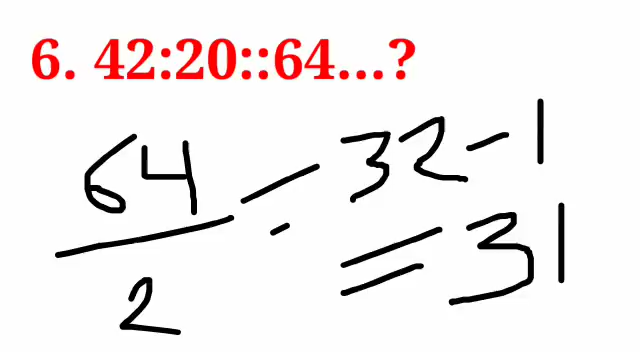 6. 42:20::64...?
64/2 = 32-1
= 31